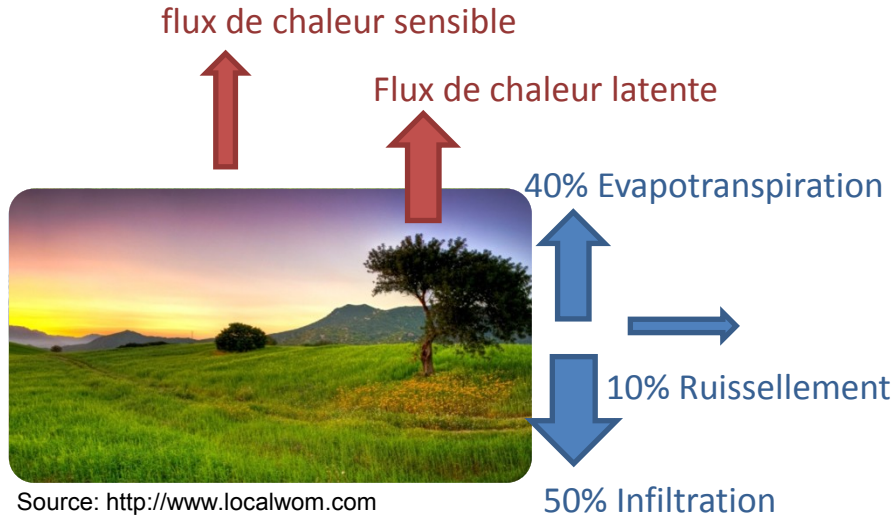 flux de chaleur sensible
Flux de chaleur latente
40% Evapotranspiration
10% Ruissellement
50% Infiltration
Source: http://www.localwom.com